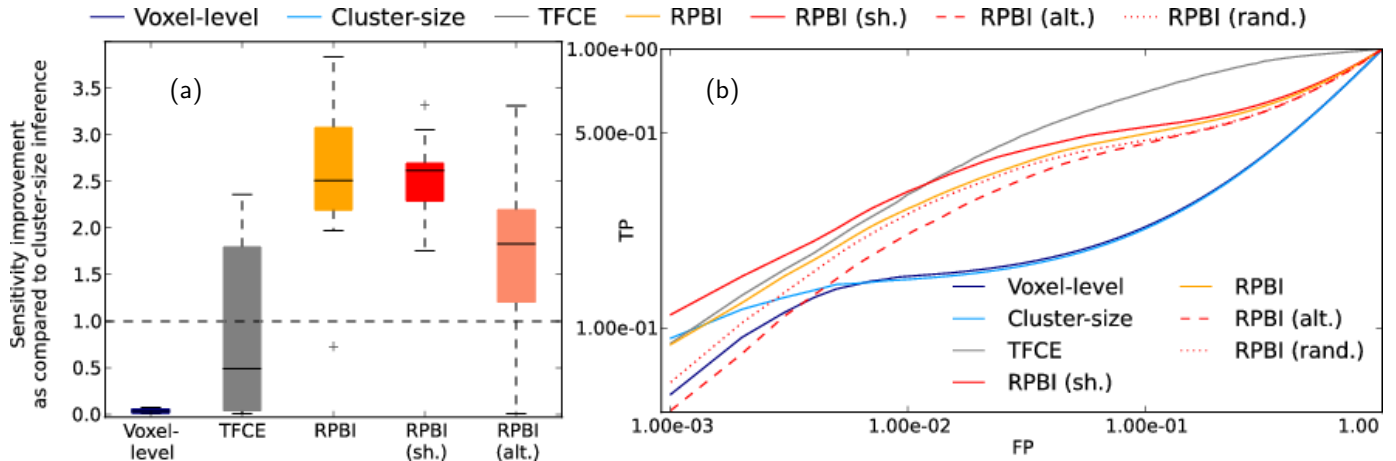 Voxel-level Cluster-size TFCE RPBI RPBI (sh.) RPBI (alt.) RPBI (rand.)
(a)
Sensitivity improvement
as compared to cluster-size inference
3.5
3.0
2.5
2.0
1.5
1.0
0.5
0.0
Voxel-
level
TFCE
RPBI
RPBI
(sh.)
RPBI
(alt.)
(b)
1.00e+00
5.00e-01
1.00e-01
TP
Voxel-level
Cluster-size
TFCE
RPBI (sh.)
RPBI
RPBI (alt.)
RPBI (rand.)
1.00e-03 1.00e-02 1.00e-01 1.00
FP